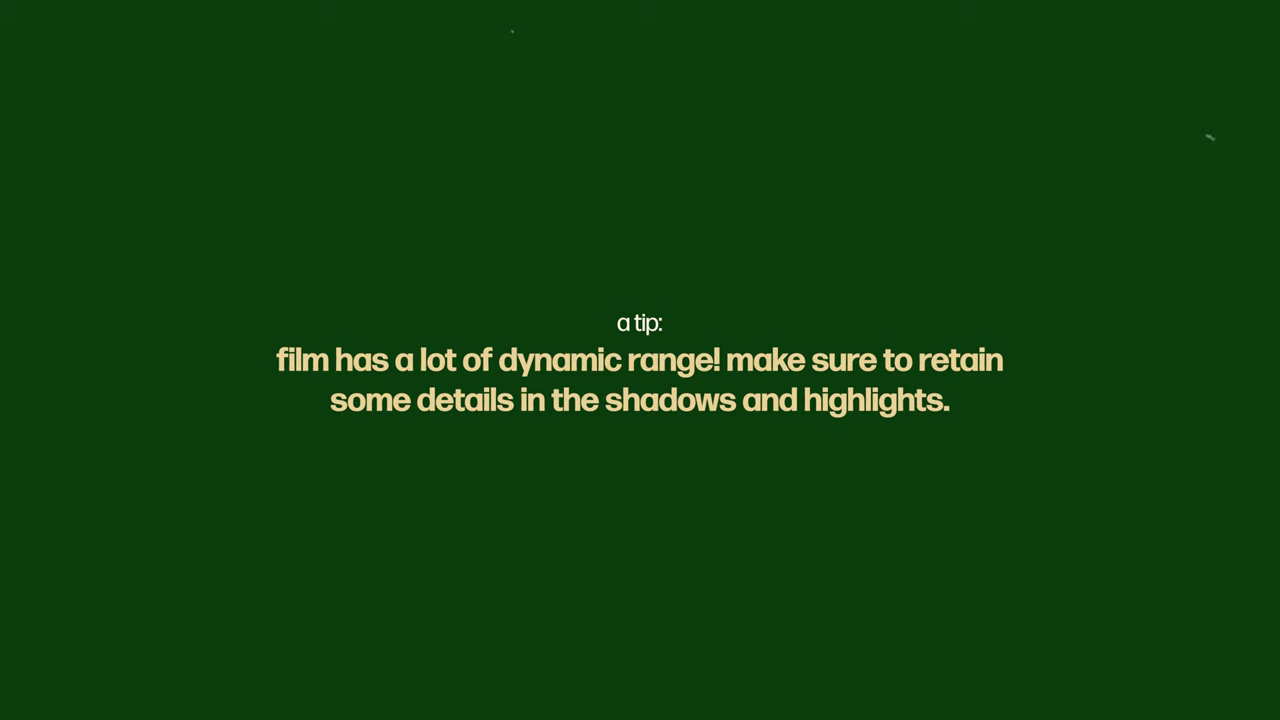 a tip:
film has a lot of dynamic range! make sure to retain
some details in the shadows and highlights.